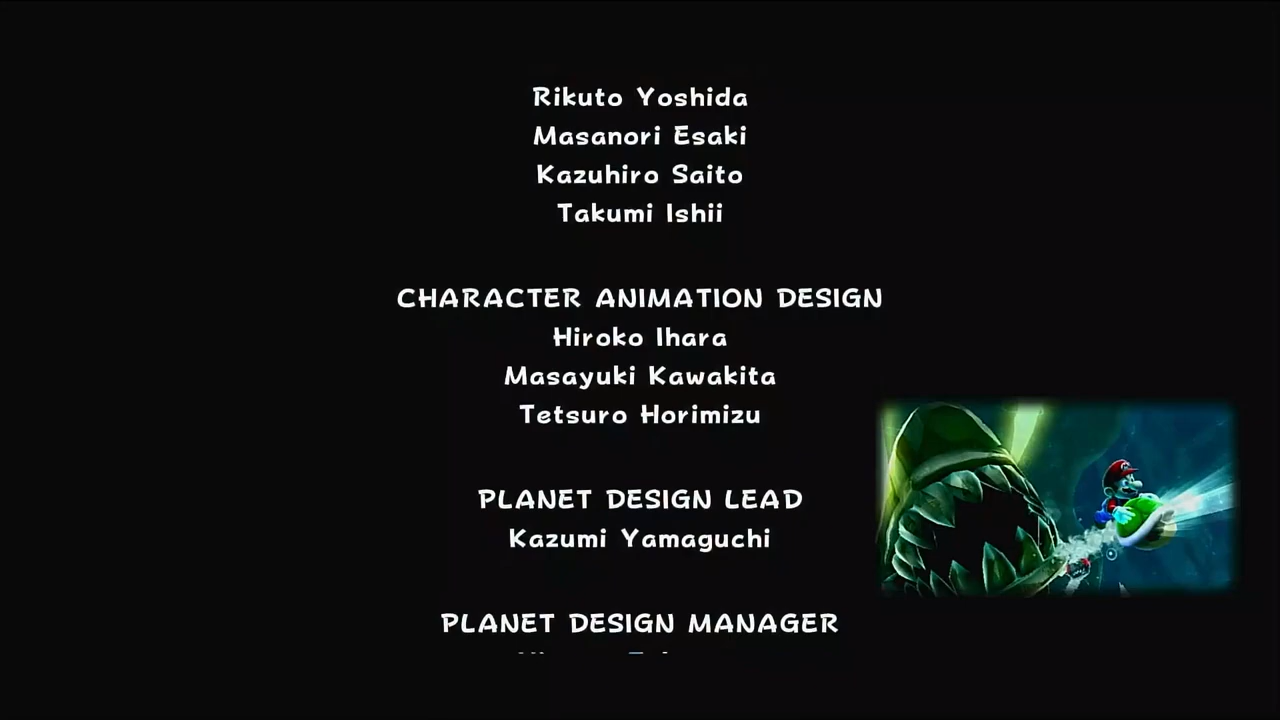 Rikuto Yoshida
Masanori Esaki
Kazuhiro Saito
Takumi Ishii
CHARACTER ANIMATION DESIGN
Hiroko Ihara
Masayuki Kawakita
Tetsuro Horimizu
PLANET DESIGN LEAD
Kazumi Yamaguchi
PLANET DESIGN MANAGER